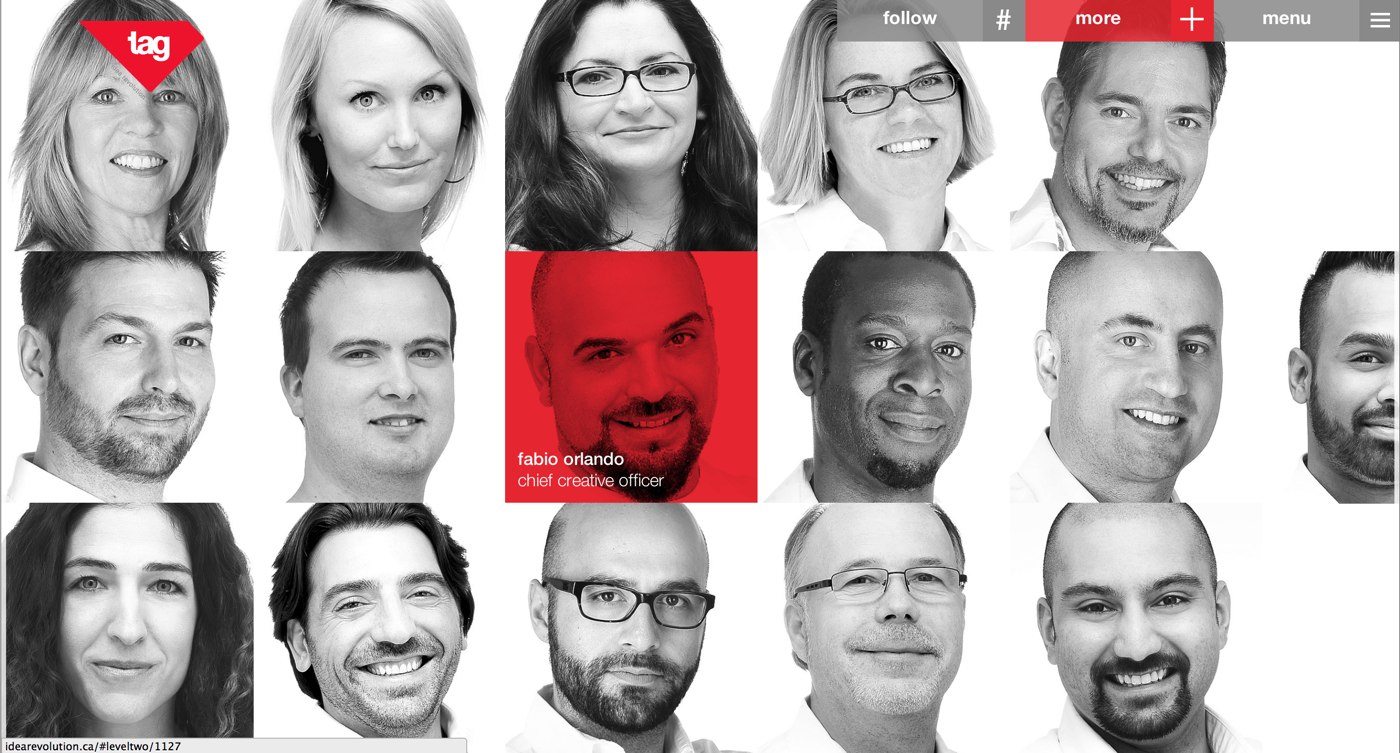 follow #
more +
menu
tag
fabio orlando
chief creative officer
idearevolution.ca/#leveltwo/1127